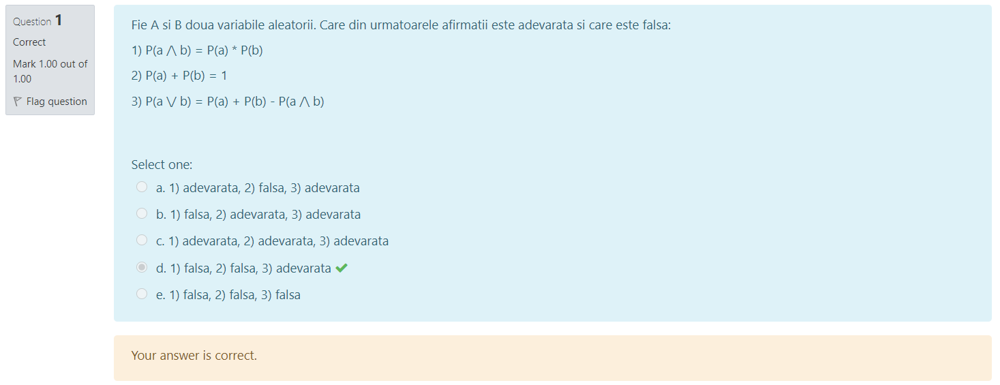 Question 1
Correct
Mark 1.00 out of
1.00
Flag question
Fie A si B doua variabile aleatorii. Care din urmatoarele afirmatii este adevarata si care este falsa:
1) P(a /\ b) = P(a) * P(b)
2) P(a) + P(b) = 1
3) P(a \/ b) = P(a) + P(b) - P(a /\ b)
Select one:
a. 1) adevarata, 2) falsa, 3) adevarata
b. 1) falsa, 2) adevarata, 3) adevarata
c. 1) adevarata, 2) adevarata, 3) adevarata
d. 1) falsa, 2) falsa, 3) adevarata
e. 1) falsa, 2) falsa, 3) falsa
Your answer is correct.